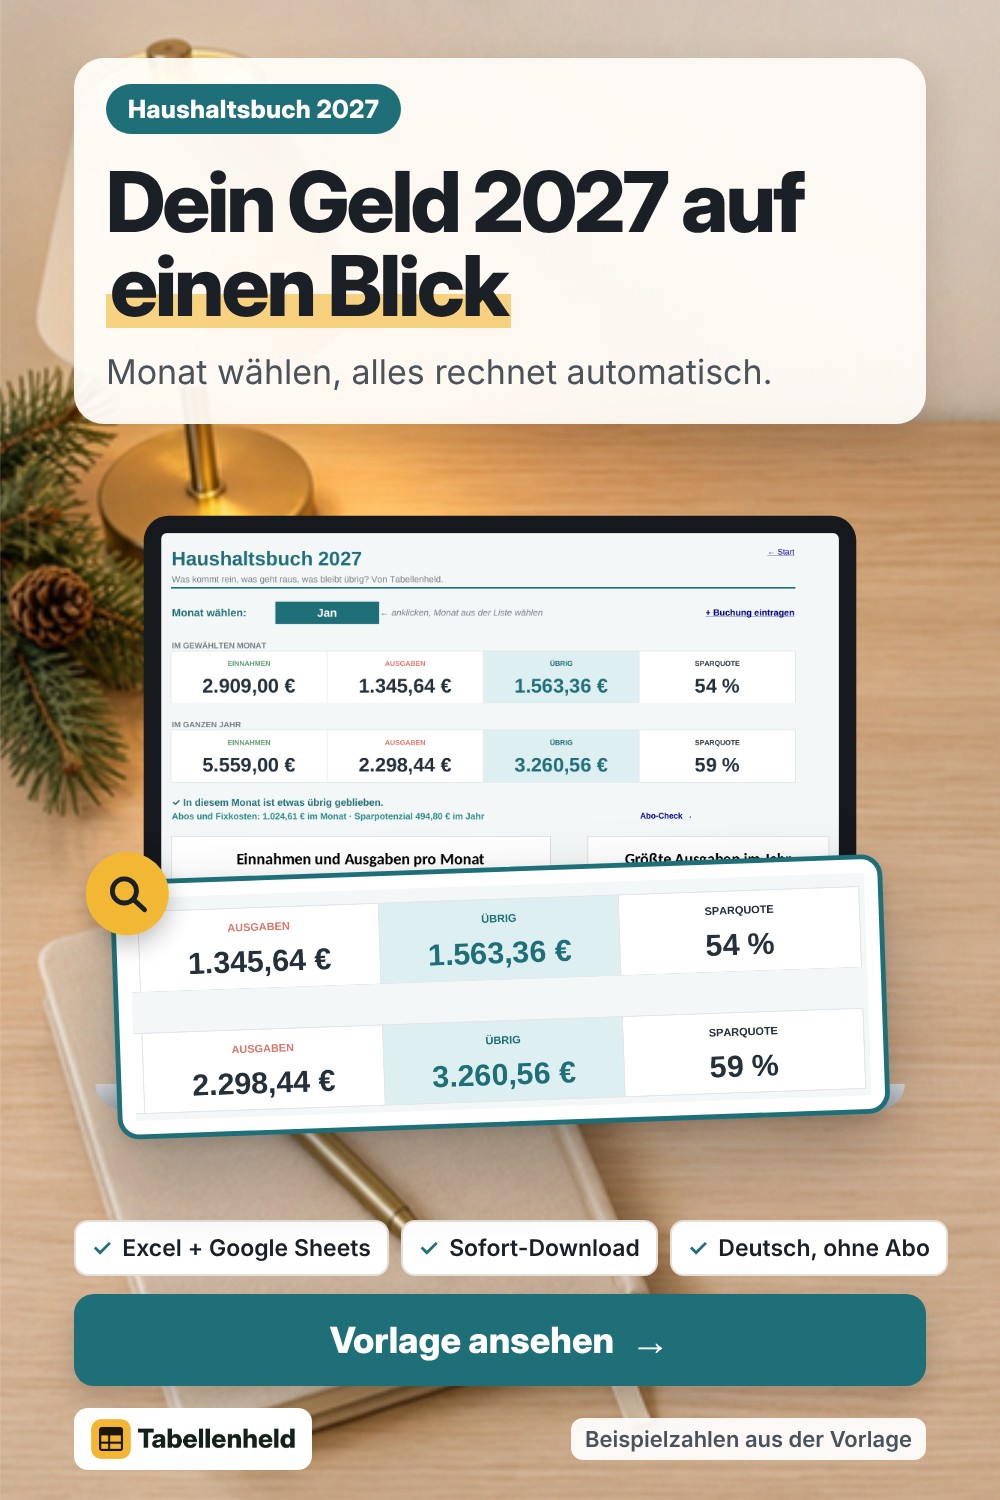 Haushaltsbuch 2027
Dein Geld 2027 auf
einen Blick
Monat wählen, alles rechnet automatisch.
Haushaltsbuch 2027
← Start
Was kommt rein, was geht raus, was bleibt übrig? Von Tabellenheld.
Monat wählen:
Jan
← anklicken, Monat aus der Liste wählen
+ Buchung eintragen
IM GEWÄHLTEN MONAT
EINNAHMEN AUSGABEN ÜBRIG SPARQUOTE
2.909,00 € 1.345,64 € 1.563,36 € 54 %
IM GANZEN JAHR
EINNAHMEN AUSGABEN ÜBRIG SPARQUOTE
5.559,00 € 2.298,44 € 3.260,56 € 59 %
✓ In diesem Monat ist etwas übrig geblieben.
Abos und Fixkosten: 1.024,61 € im Monat · Sparpotenzial 494,80 € im Jahr
Abo-Check
Einnahmen und Ausgaben pro Monat
Größte Ausgaben im Jahr
AUSGABEN ÜBRIG SPARQUOTE
1.345,64 € 1.563,36 € 54 %
AUSGABEN ÜBRIG SPARQUOTE
2.298,44 € 3.260,56 € 59 %
✓ Excel + Google Sheets
✓ Sofort-Download
✓ Deutsch, ohne Abo
Vorlage ansehen →
Tabellenheld
Beispielzahlen aus der Vorlage